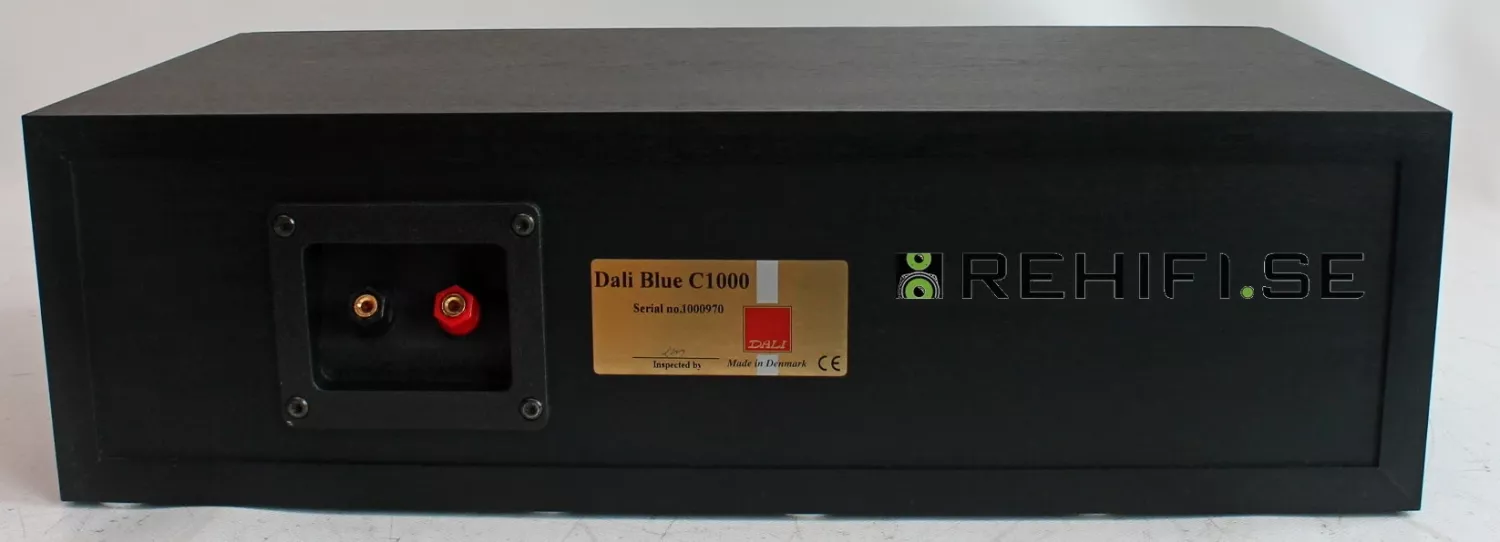 Dali Blue C1000
Serial no.1000970
DALI
Inspected by
Made in Denmark CE
REHIFI.SE